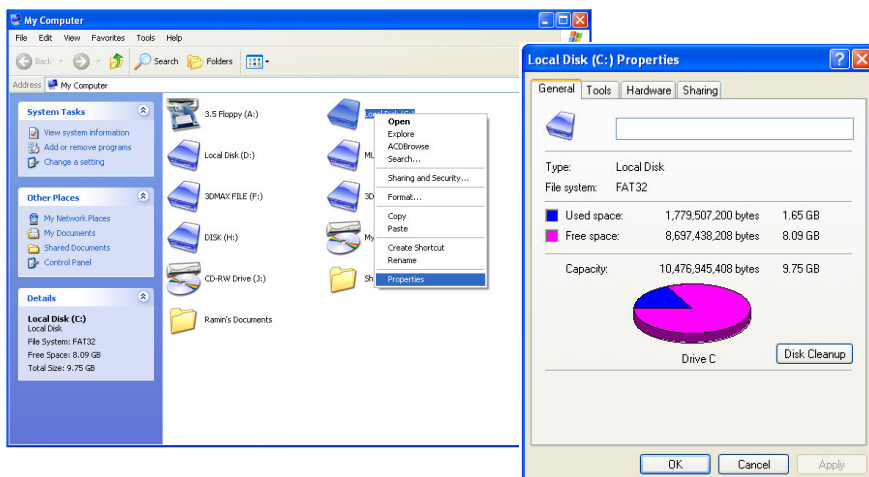 My Computer
File Edit View Favorites Tools Help
Back Search Folders
Address My Computer
System Tasks
View system information
Add or remove programs
Change a setting
Other Places
My Network Places
My Documents
Shared Documents
Control Panel
Details
Local Disk (C:)
Local Disk
File System: FAT32
Free Space: 8.09 GB
Total Size: 9.75 GB
3.5 Floppy (A:)
Local Disk (D:)
3DMAX FILE (F:)
DISK (H:)
CD-RW Drive (J:)
Ramin's Documents
Local Disk (C:)
MU
3D
My
Sh
Open
Explore
ACDBrowse
Search...
Sharing and Security...
Format...
Copy
Paste
Create Shortcut
Rename
Properties
Local Disk (C:) Properties
General Tools Hardware Sharing
Type: Local Disk
File system: FAT32
Used space: 1,779,507,200 bytes 1.65 GB
Free space: 8,697,438,208 bytes 8.09 GB
Capacity: 10,476,945,408 bytes 9.75 GB
Drive C
Disk Cleanup
OK Cancel Apply